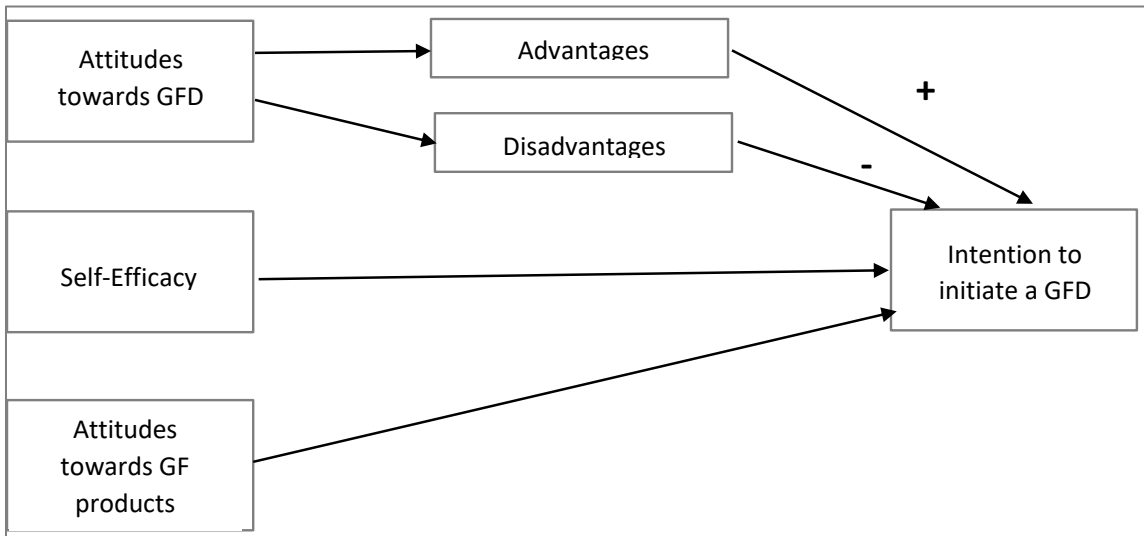 Attitudes
towards GFD
Advantages
+
Disadvantages
-
Self-Efficacy
Intention to
initiate a GFD
Attitudes
towards GF
products